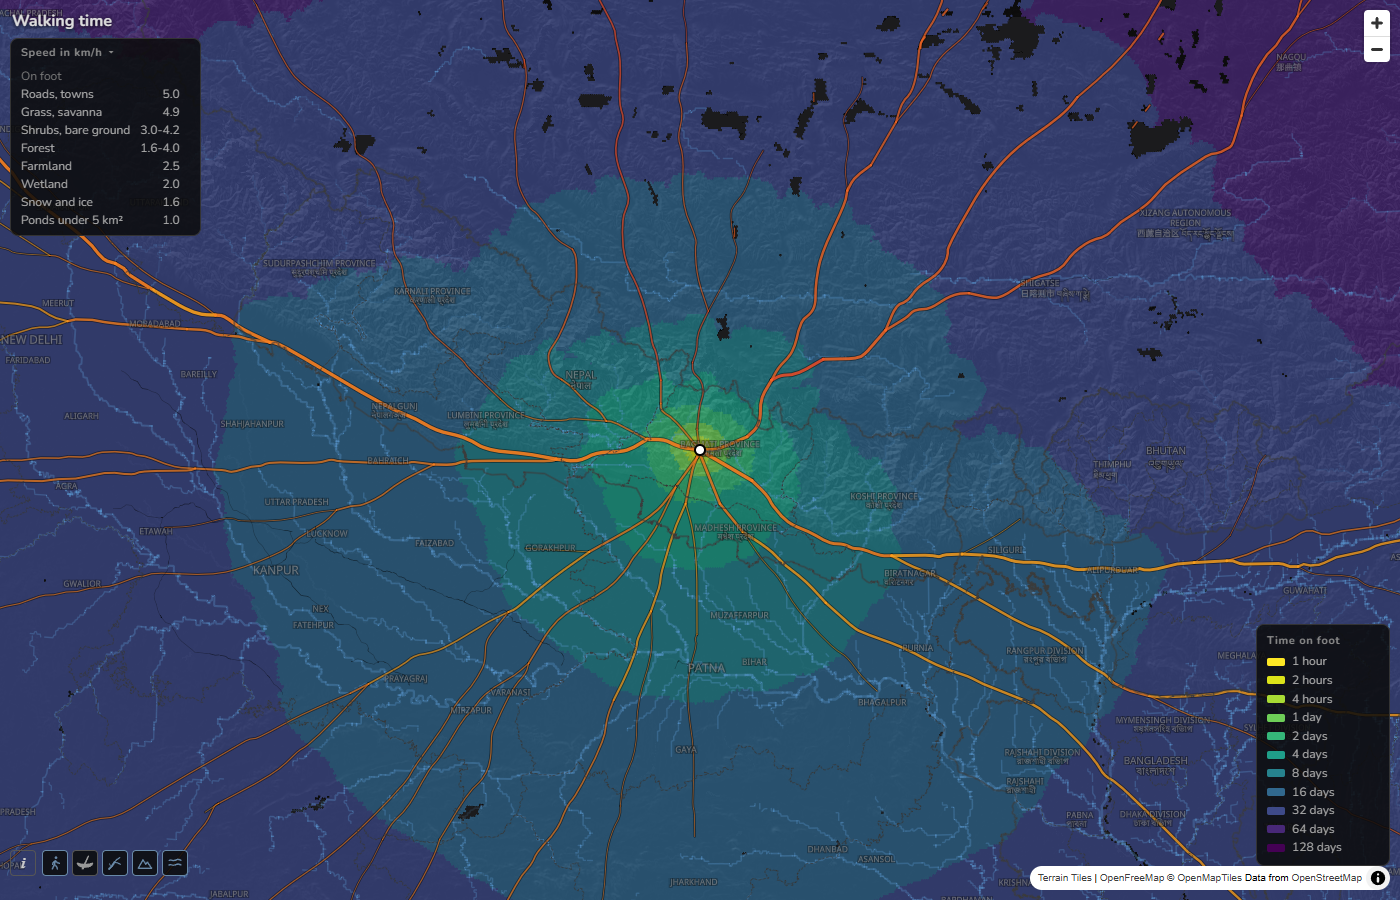 Walking time
Speed in km/h
On foot
Roads, towns 5.0
Grass, savanna 4.9
Shrubs, bare ground 3.0-4.2
Forest 1.6-4.0
Farmland 2.5
Wetland 2.0
Snow and ice 1.6
Ponds under 5 km² 1.0
+
−
NAGQU
XIZANG AUTONOMOUS
REGION
SHIGATSE
SUDURPASHCHIM PROVINCE
KARNALI PROVINCE
MEERUT
MORADABAD
NEW DELHI
FARIDABAD
BAREILLY
NEPAL
नेपाल
ALIGARH
SHAHJAHANPUR
NEPALGUNJ
LUMBINI PROVINCE
PROVINCE
BHUTAN
THIMPHU
BAHRAICH
AGRA
UTTAR PRADESH
KOSHI PROVINCE
ETAWAH
LUCKNOW
FAIZABAD
GORAKHPUR
MADHESH PROVINCE
SILIGURI
ALIPURDUAR
KANPUR
GWALIOR
BIRATNAGAR
GUWAHATI
FATEHPUR
MUZAFFARPUR
PATNA
BIHAR
PURNIA
RANGPUR DIVISION
রংপুর বিভাগ
PRAYAGRAJ
VARANASI
MIRZAPUR
BHAGALPUR
MYMENSINGH DIVISION
GAYA
RAJSHAHI DIVISION
RAJSHAHI
BANGLADESH
বাংলাদেশ
PABNA
DHAKA DIVISION
PRADESH
DHANBAD
ASANSOL
JHARKHAND
JABALPUR
Time on foot
1 hour
2 hours
4 hours
1 day
2 days
4 days
8 days
16 days
32 days
64 days
128 days
i
Terrain Tiles | OpenFreeMap © OpenMapTiles Data from OpenStreetMap